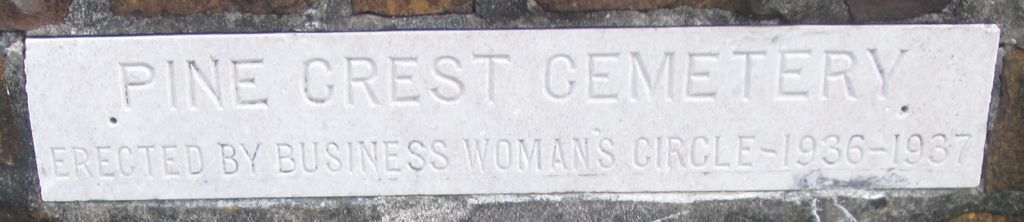 PINE CREST CEMETERY
ERECTED BY BUSINESS WOMAN'S CIRCLE-1936-1937